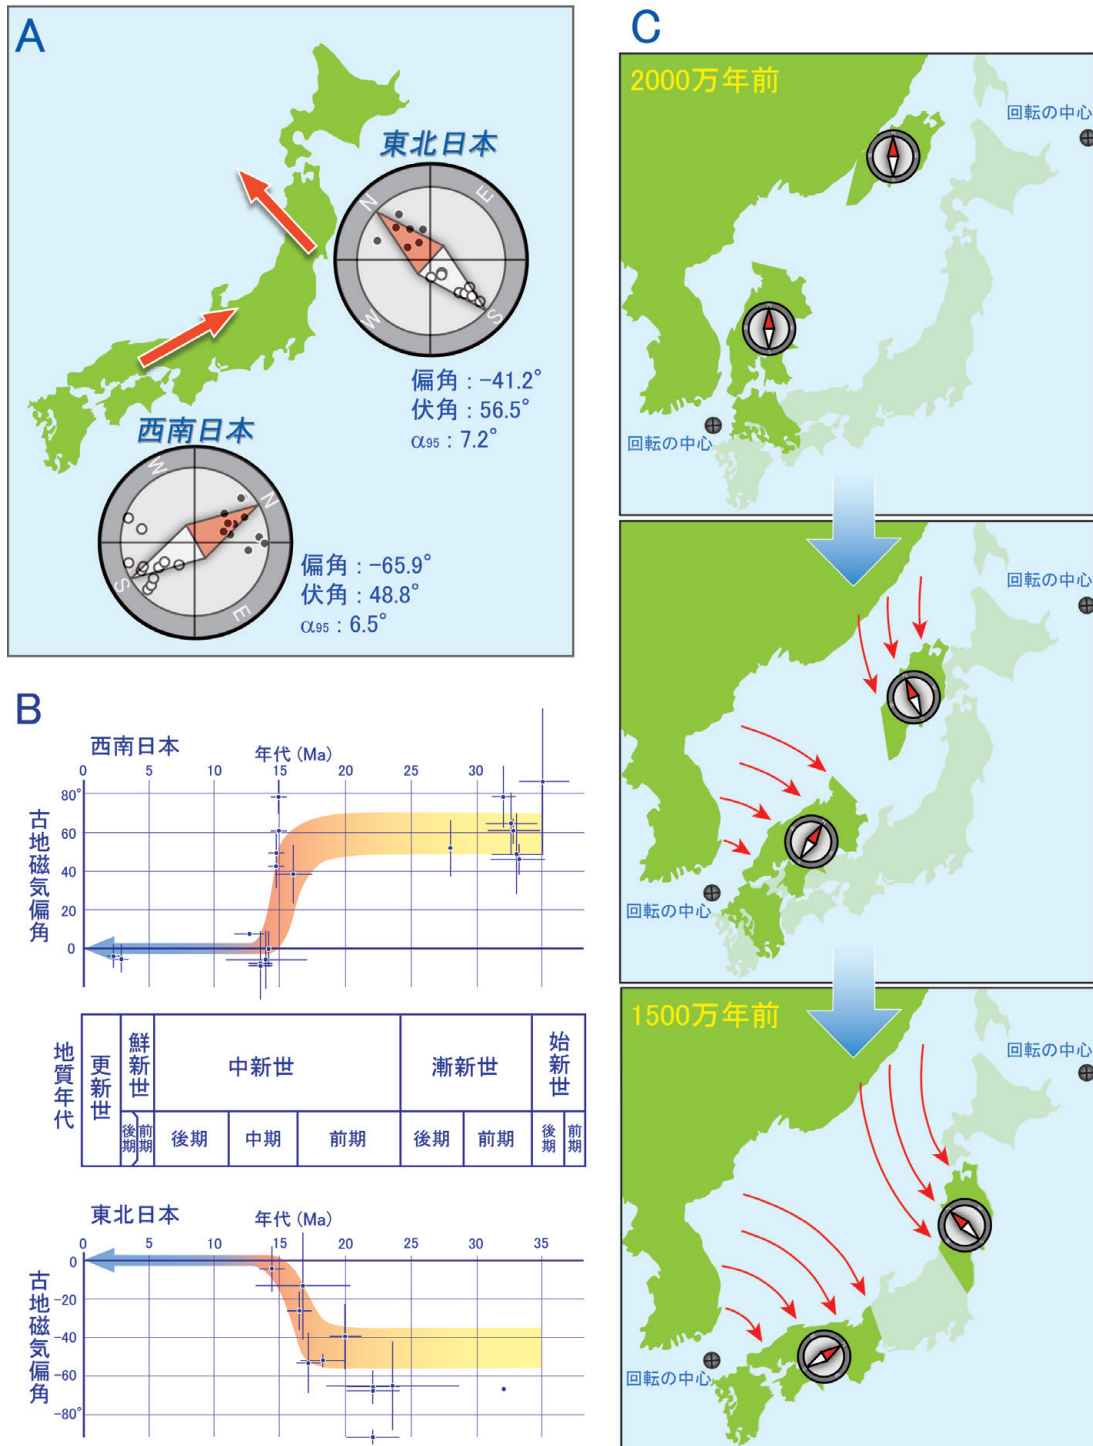 A
東北日本
N
E
W
S
偏角 : −41.2°
伏角 : 56.5°
α95 : 7.2°
西南日本
W
N
S
E
偏角 : −65.9°
伏角 : 48.8°
α95 : 6.5°
B
西南日本
年代 (Ma)
0 5 10 15 20 25 30 35
古地磁気偏角
80°
60
40
20
0
地質年代
更新世
鮮新世
中新世
漸新世
始新世
後期
前期
後期
中期
前期
後期
前期
後期
前期
東北日本
年代 (Ma)
0 5 10 15 20 25 30 35
古地磁気偏角
0
-20
-40
-60
-80°
C
2000万年前
回転の中心
回転の中心
回転の中心
回転の中心
1500万年前
回転の中心
回転の中心